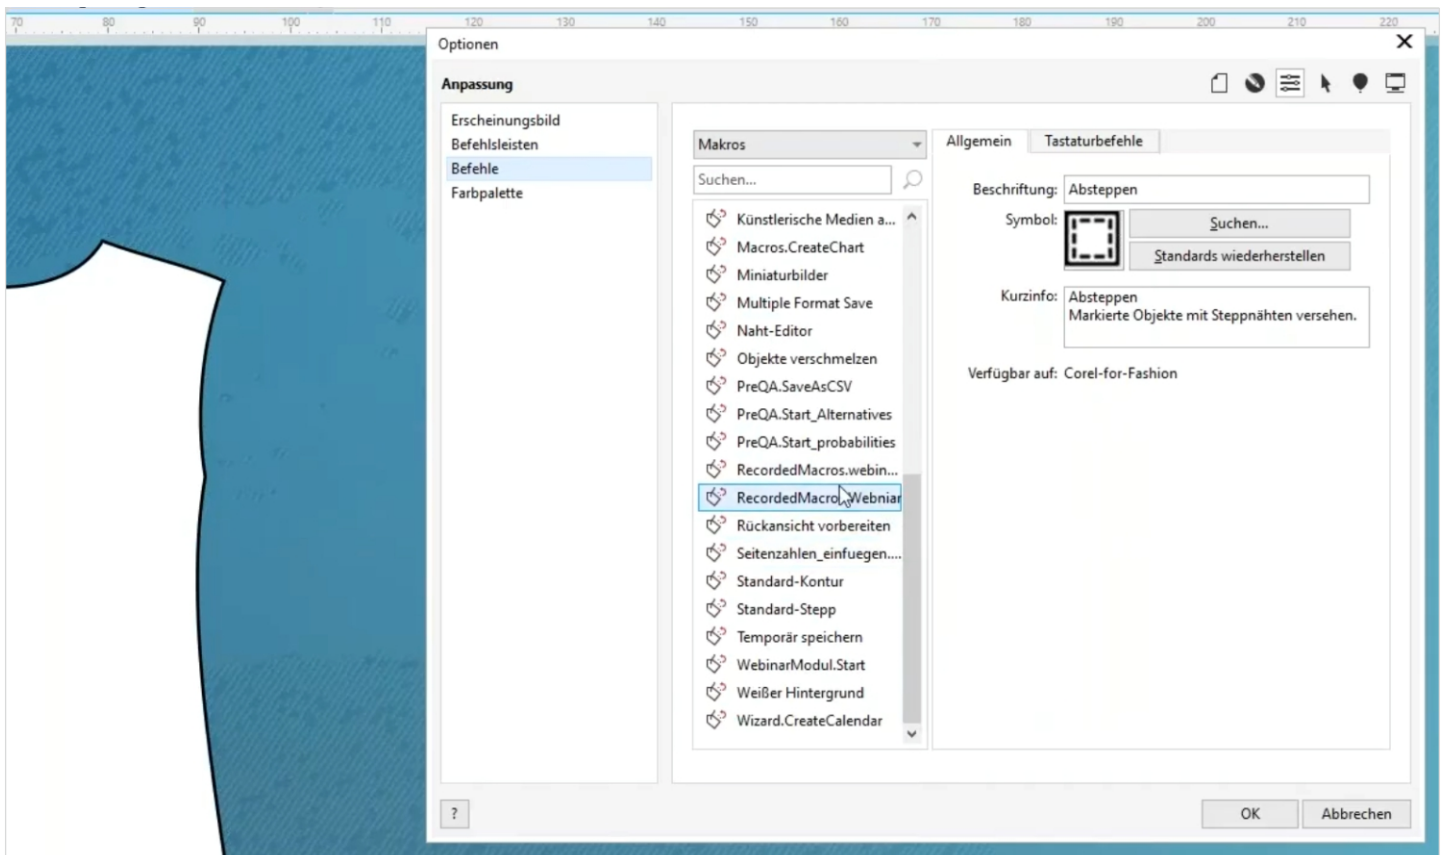 70 80 90 100 110 120 130 140 150 160 170 180 190 200 210 220
Optionen
Anpassung
Erscheinungsbild
Befehlsleisten
Befehle
Farbpalette
Makros
Suchen...
Künstlerische Medien a...
Macros.CreateChart
Miniaturbilder
Multiple Format Save
Naht-Editor
Objekte verschmelzen
PreQA.SaveAsCSV
PreQA.Start_Alternatives
PreQA.Start_probabilities
RecordedMacros.webin...
Rückansicht vorbereiten
Seitenzahlen_einfuegen....
Standard-Kontur
Standard-Stepp
Temporär speichern
WebinarModul.Start
Weißer Hintergrund
Wizard.CreateCalendar
Allgemein Tastaturbefehle
Beschriftung: Absteppen
Symbol: Suchen...
Standards wiederherstellen
Kurzinfo: Absteppen
Markierte Objekte mit Steppnähten versehen.
Verfügbar auf: Corel-for-Fashion
? OK Abbrechen